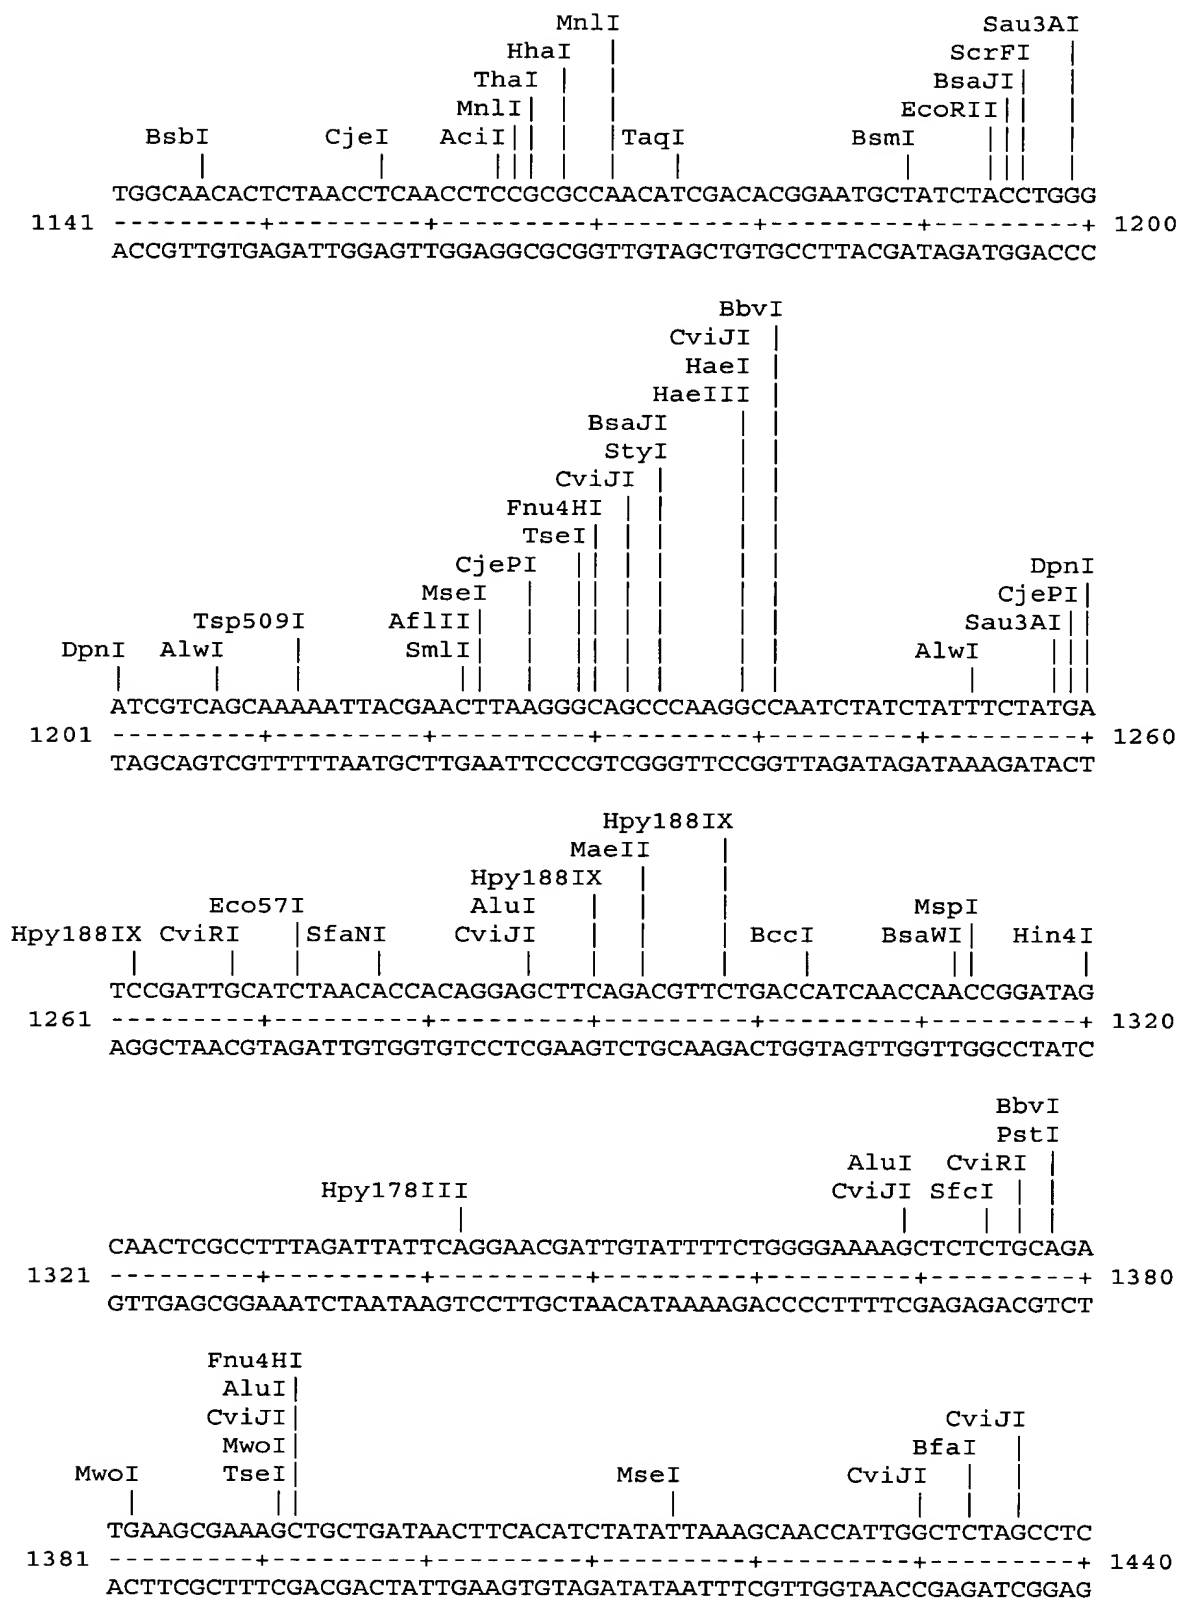 MnlI Sau3AI
HhaI ScrFI
ThaI BsaJI
MnlI EcoRII
BsbI CjeI AciI TaqI BsmI
TGGCAACACTCTAACCTCAACCTCCGCGCCAACATCGACACGGAATGCTATCTACCTGGG
1141 ---------+---------+---------+---------+---------+---------+ 1200
ACCGTTGTGAGATTGGAGTTGGAGGCGCGGTTGTAGCTGTGCCTTACGATAGATGGACCC
BbvI
CviJI
HaeI
HaeIII
BsaJI
StyI
CviJI
Fnu4HI
TseI
CjePI DpnI
MseI CjePI
Tsp509I AflII Sau3AI
DpnI AlwI SmlI AlwI
ATCGTCAGCAAAAATTACGAACTTAAGGGCAGCCCAAGGCCAATCTATCTATTTCTATGA
1201 ---------+---------+---------+---------+---------+---------+ 1260
TAGCAGTCGTTTTTAATGCTTGAATTCCCGTCGGGTTCCGGTTAGATAGATAAAGATACT
Hpy188IX
MaeII
Hpy188IX
Eco57I AluI MspI
Hpy188IX CviRI SfaNI CviJI BccI BsaWI Hin4I
TCCGATTGCATCTAACACCACAGGAGCTTCAGACGTTCTGACCATCAACCAACCGGATAG
1261 ---------+---------+---------+---------+---------+---------+ 1320
AGGCTAACGTAGATTGTGGTGTCCTCGAAGTCTGCAAGACTGGTAGTTGGTTGGCCTATC
BbvI
PstI
AluI CviRI
Hpy178III CviJI SfcI
CAACTCGCCTTTAGATTATTCAGGAACGATTGTATTTTCTGGGGAAAAGCTCTCTGCAGA
1321 ---------+---------+---------+---------+---------+---------+ 1380
GTTGAGCGGAAATCTAATAAGTCCTTGCTAACATAAAAGACCCCTTTTCGAGAGACGTCT
Fnu4HI
AluI
CviJI CviJI
MwoI BfaI
MwoI TseI MseI CviJI
TGAAGCGAAAGCTGCTGATAACTTCACATCTATATTAAAGCAACCATTGGCTCTAGCCTC
1381 ---------+---------+---------+---------+---------+---------+ 1440
ACTTCGCTTTCGACGACTATTGAAGTGTAGATATAATTTCGTTGGTAACCGAGATCGGAG